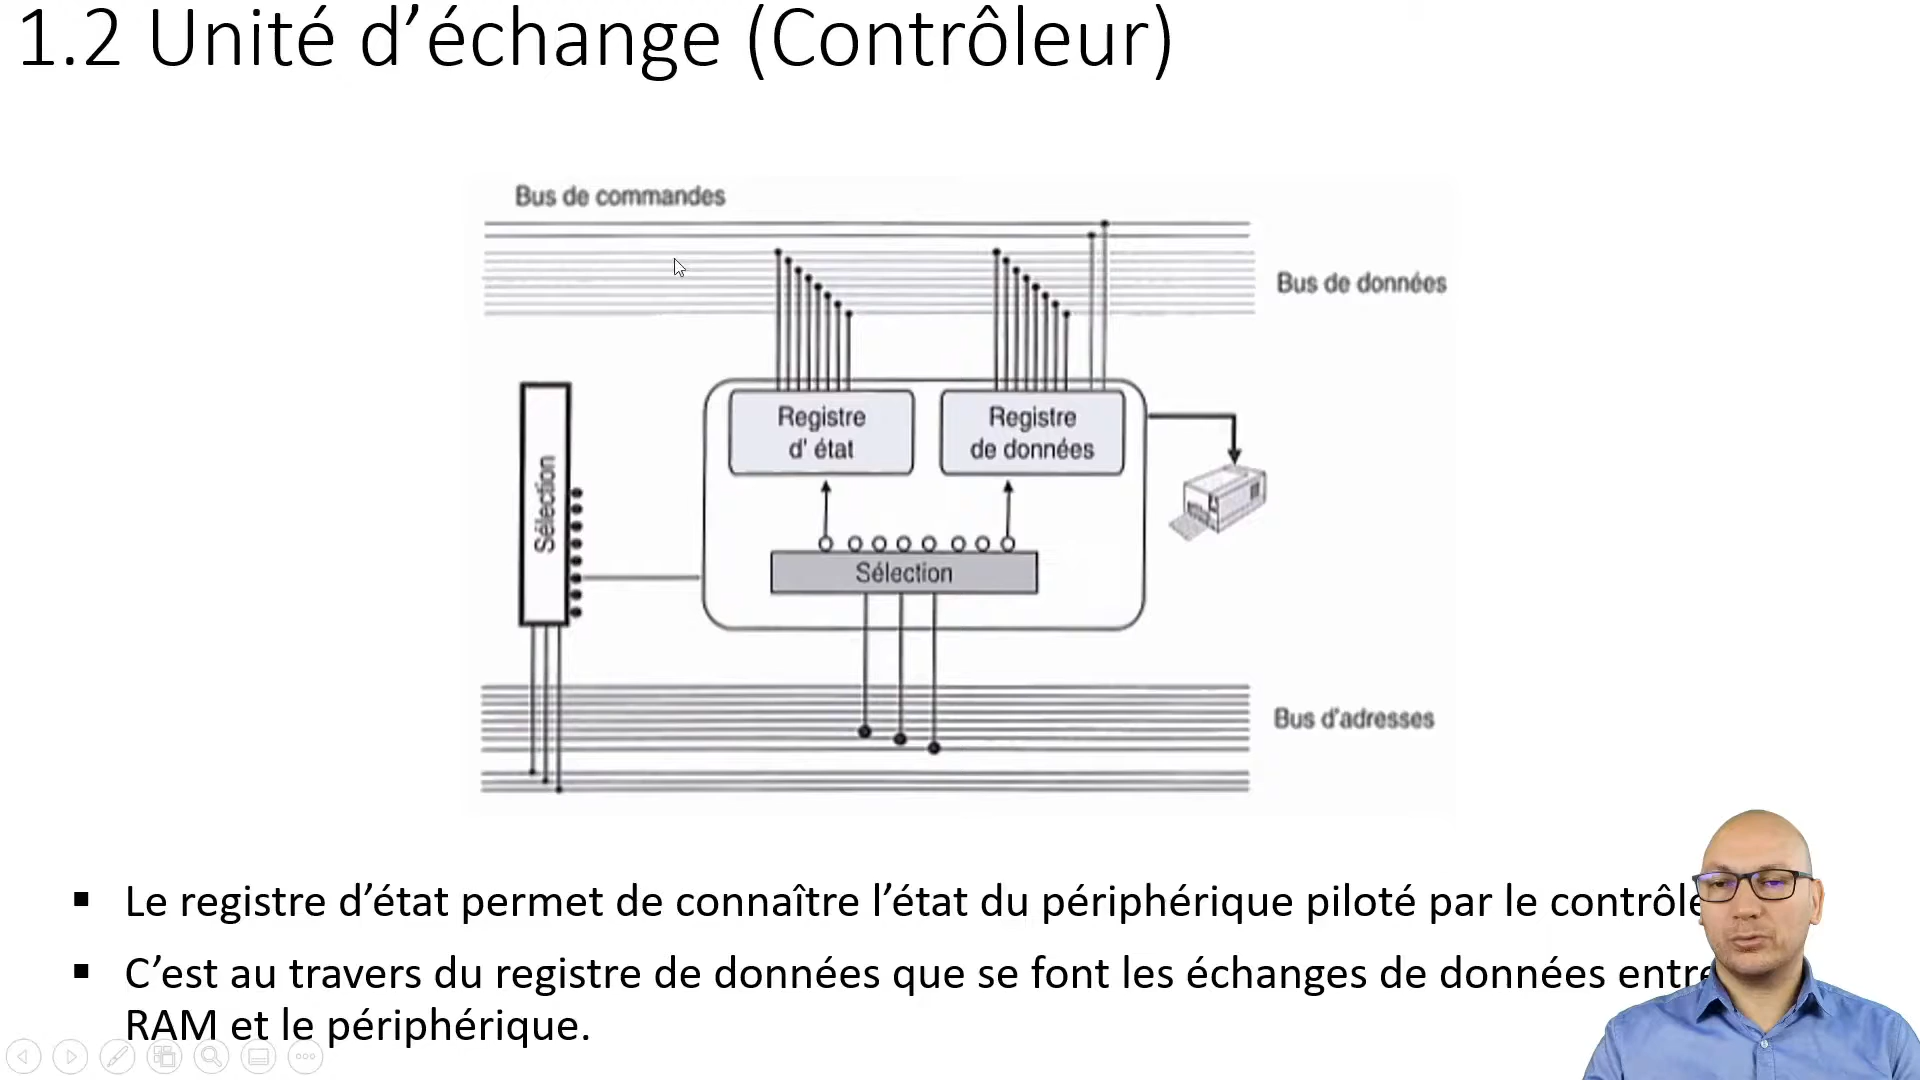 1.2 Unité d’échange (Contrôleur)
Bus de commandes
Bus de données
Registre
d' état
Registre
de données
Sélection
Sélection
Bus d'adresses
▪ Le registre d’état permet de connaître l’état du périphérique piloté par le
▪ C’est au travers du registre de données que se font les échanges de données
RAM et le périphérique.